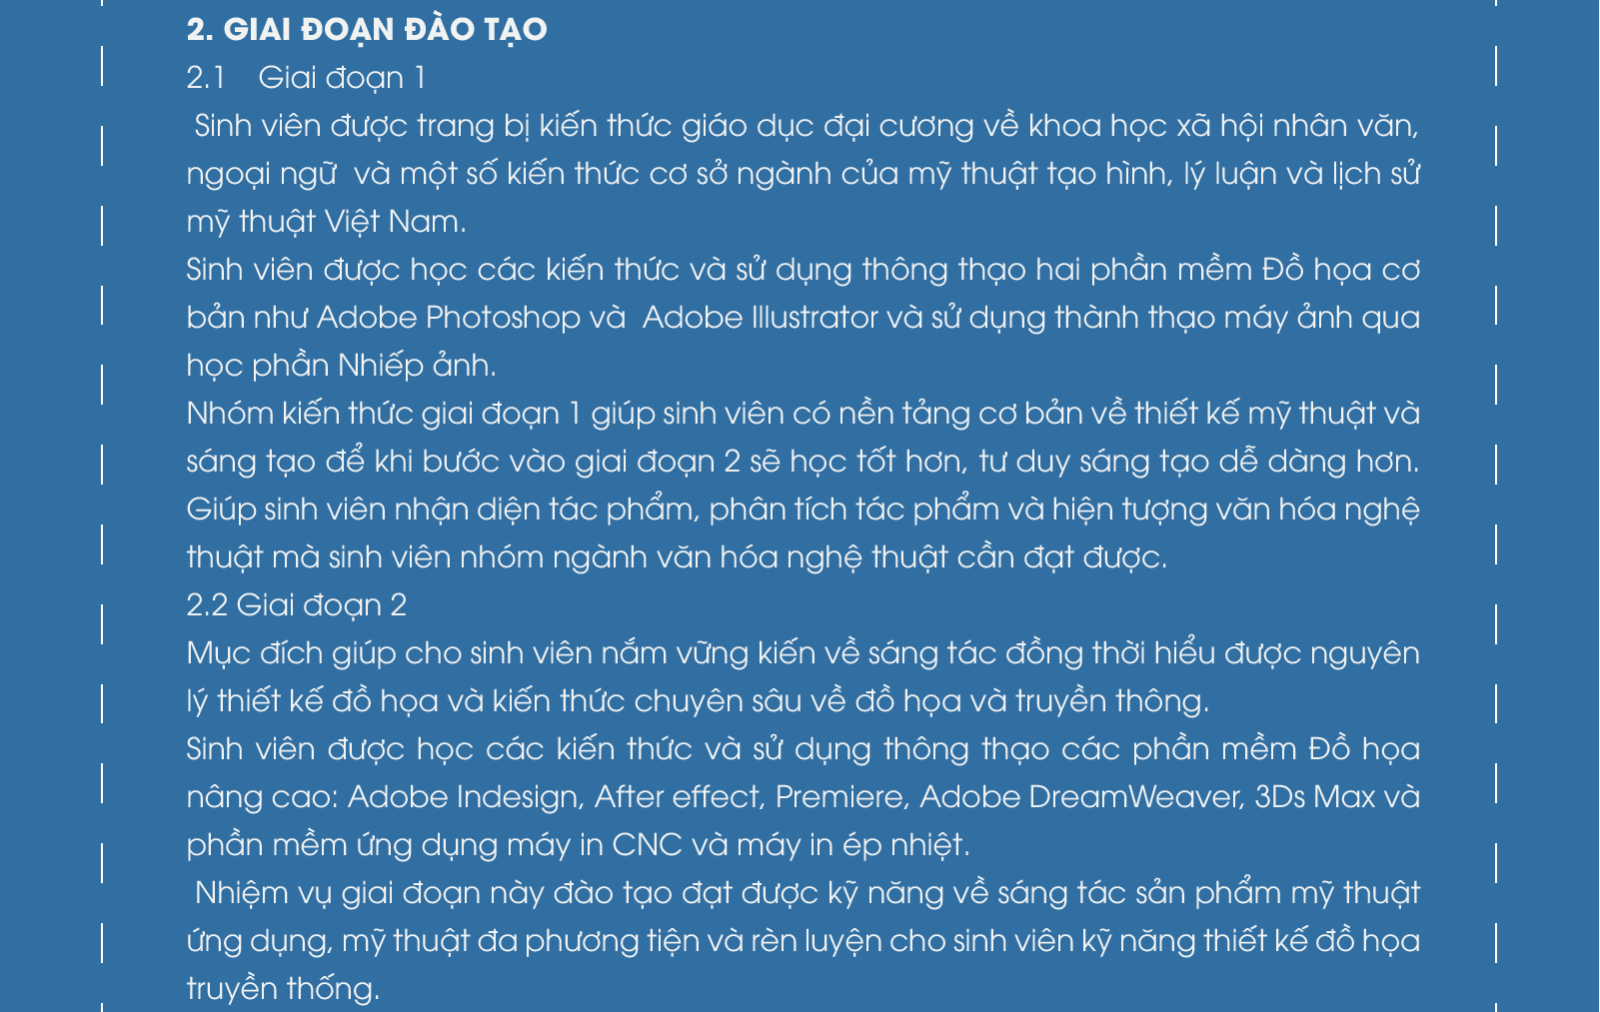 2. GIAI ĐOẠN ĐÀO TẠO
2.1 Giai đoạn 1
Sinh viên được trang bị kiến thức giáo dục đại cương về khoa học xã hội nhân văn,
ngoại ngữ và một số kiến thức cơ sở ngành của mỹ thuật tạo hình, lý luận và lịch sử
mỹ thuật Việt Nam.
Sinh viên được học các kiến thức và sử dụng thông thạo hai phần mềm Đồ họa cơ
bản như Adobe Photoshop và Adobe Illustrator và sử dụng thành thạo máy ảnh qua
học phần Nhiếp ảnh.
Nhóm kiến thức giai đoạn 1 giúp sinh viên có nền tảng cơ bản về thiết kế mỹ thuật và
sáng tạo để khi bước vào giai đoạn 2 sẽ học tốt hơn, tư duy sáng tạo dễ dàng hơn.
Giúp sinh viên nhận diện tác phẩm, phân tích tác phẩm và hiện tượng văn hóa nghệ
thuật mà sinh viên nhóm ngành văn hóa nghệ thuật cần đạt được.
2.2 Giai đoạn 2
Mục đích giúp cho sinh viên nắm vững kiến về sáng tác đồng thời hiểu được nguyên
lý thiết kế đồ họa và kiến thức chuyên sâu về đồ họa và truyền thông.
Sinh viên được học các kiến thức và sử dụng thông thạo các phần mềm Đồ họa
nâng cao: Adobe Indesign, After effect, Premiere, Adobe DreamWeaver, 3Ds Max và
phần mềm ứng dụng máy in CNC và máy in ép nhiệt.
Nhiệm vụ giai đoạn này đào tạo đạt được kỹ năng về sáng tác sản phẩm mỹ thuật
ứng dụng, mỹ thuật đa phương tiện và rèn luyện cho sinh viên kỹ năng thiết kế đồ họa
truyền thống.